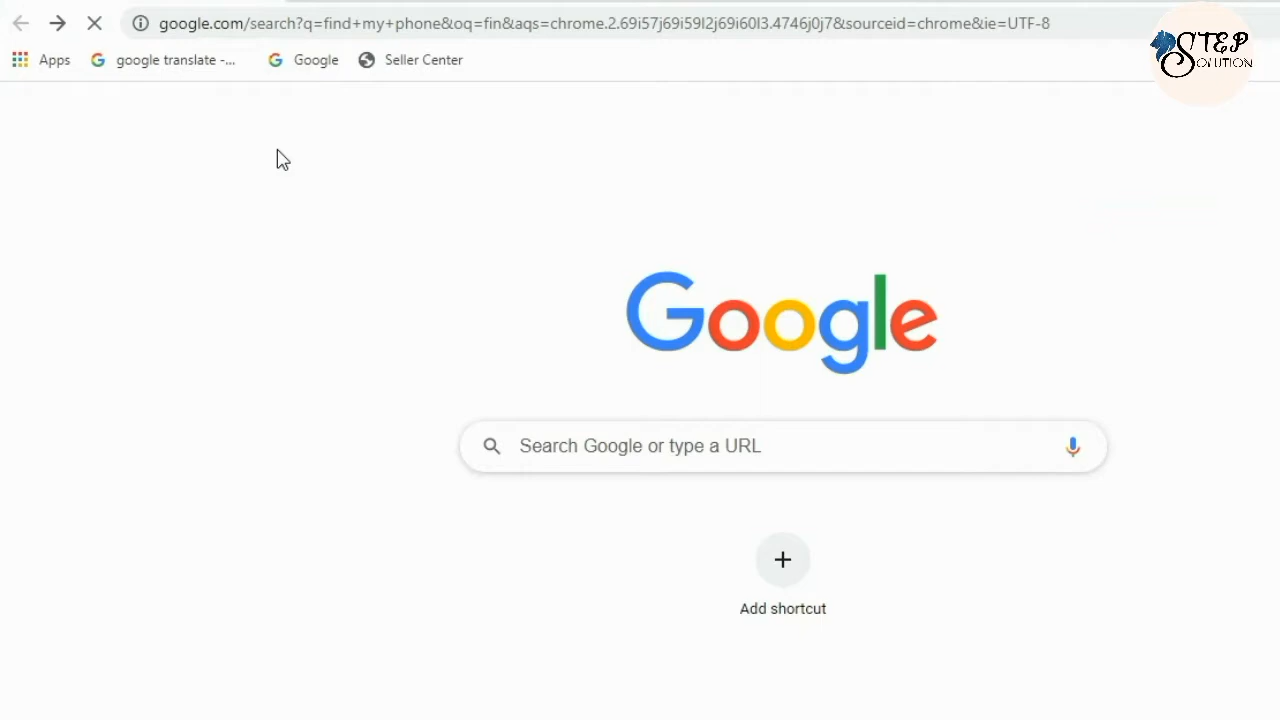 google.com/search?q=find+my+phone&oq=fin&aqs=chrome.2.69i57j69i59l2j69i60l3.4746j0j7&sourceid=chrome&ie=UTF-8
Apps google translate -... Google Seller Center
STEP
SOLUTION
Google
Search Google or type a URL
Add shortcut